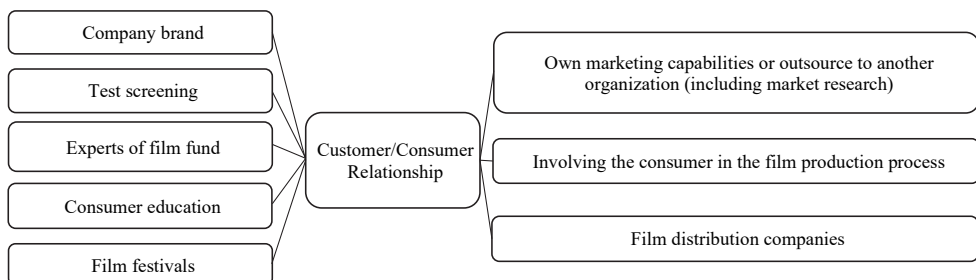 Company brand
Test screening
Experts of film fund
Consumer education
Film festivals
Customer/Consumer
Relationship
Own marketing capabilities or outsource to another
organization (including market research)
Involving the consumer in the film production process
Film distribution companies